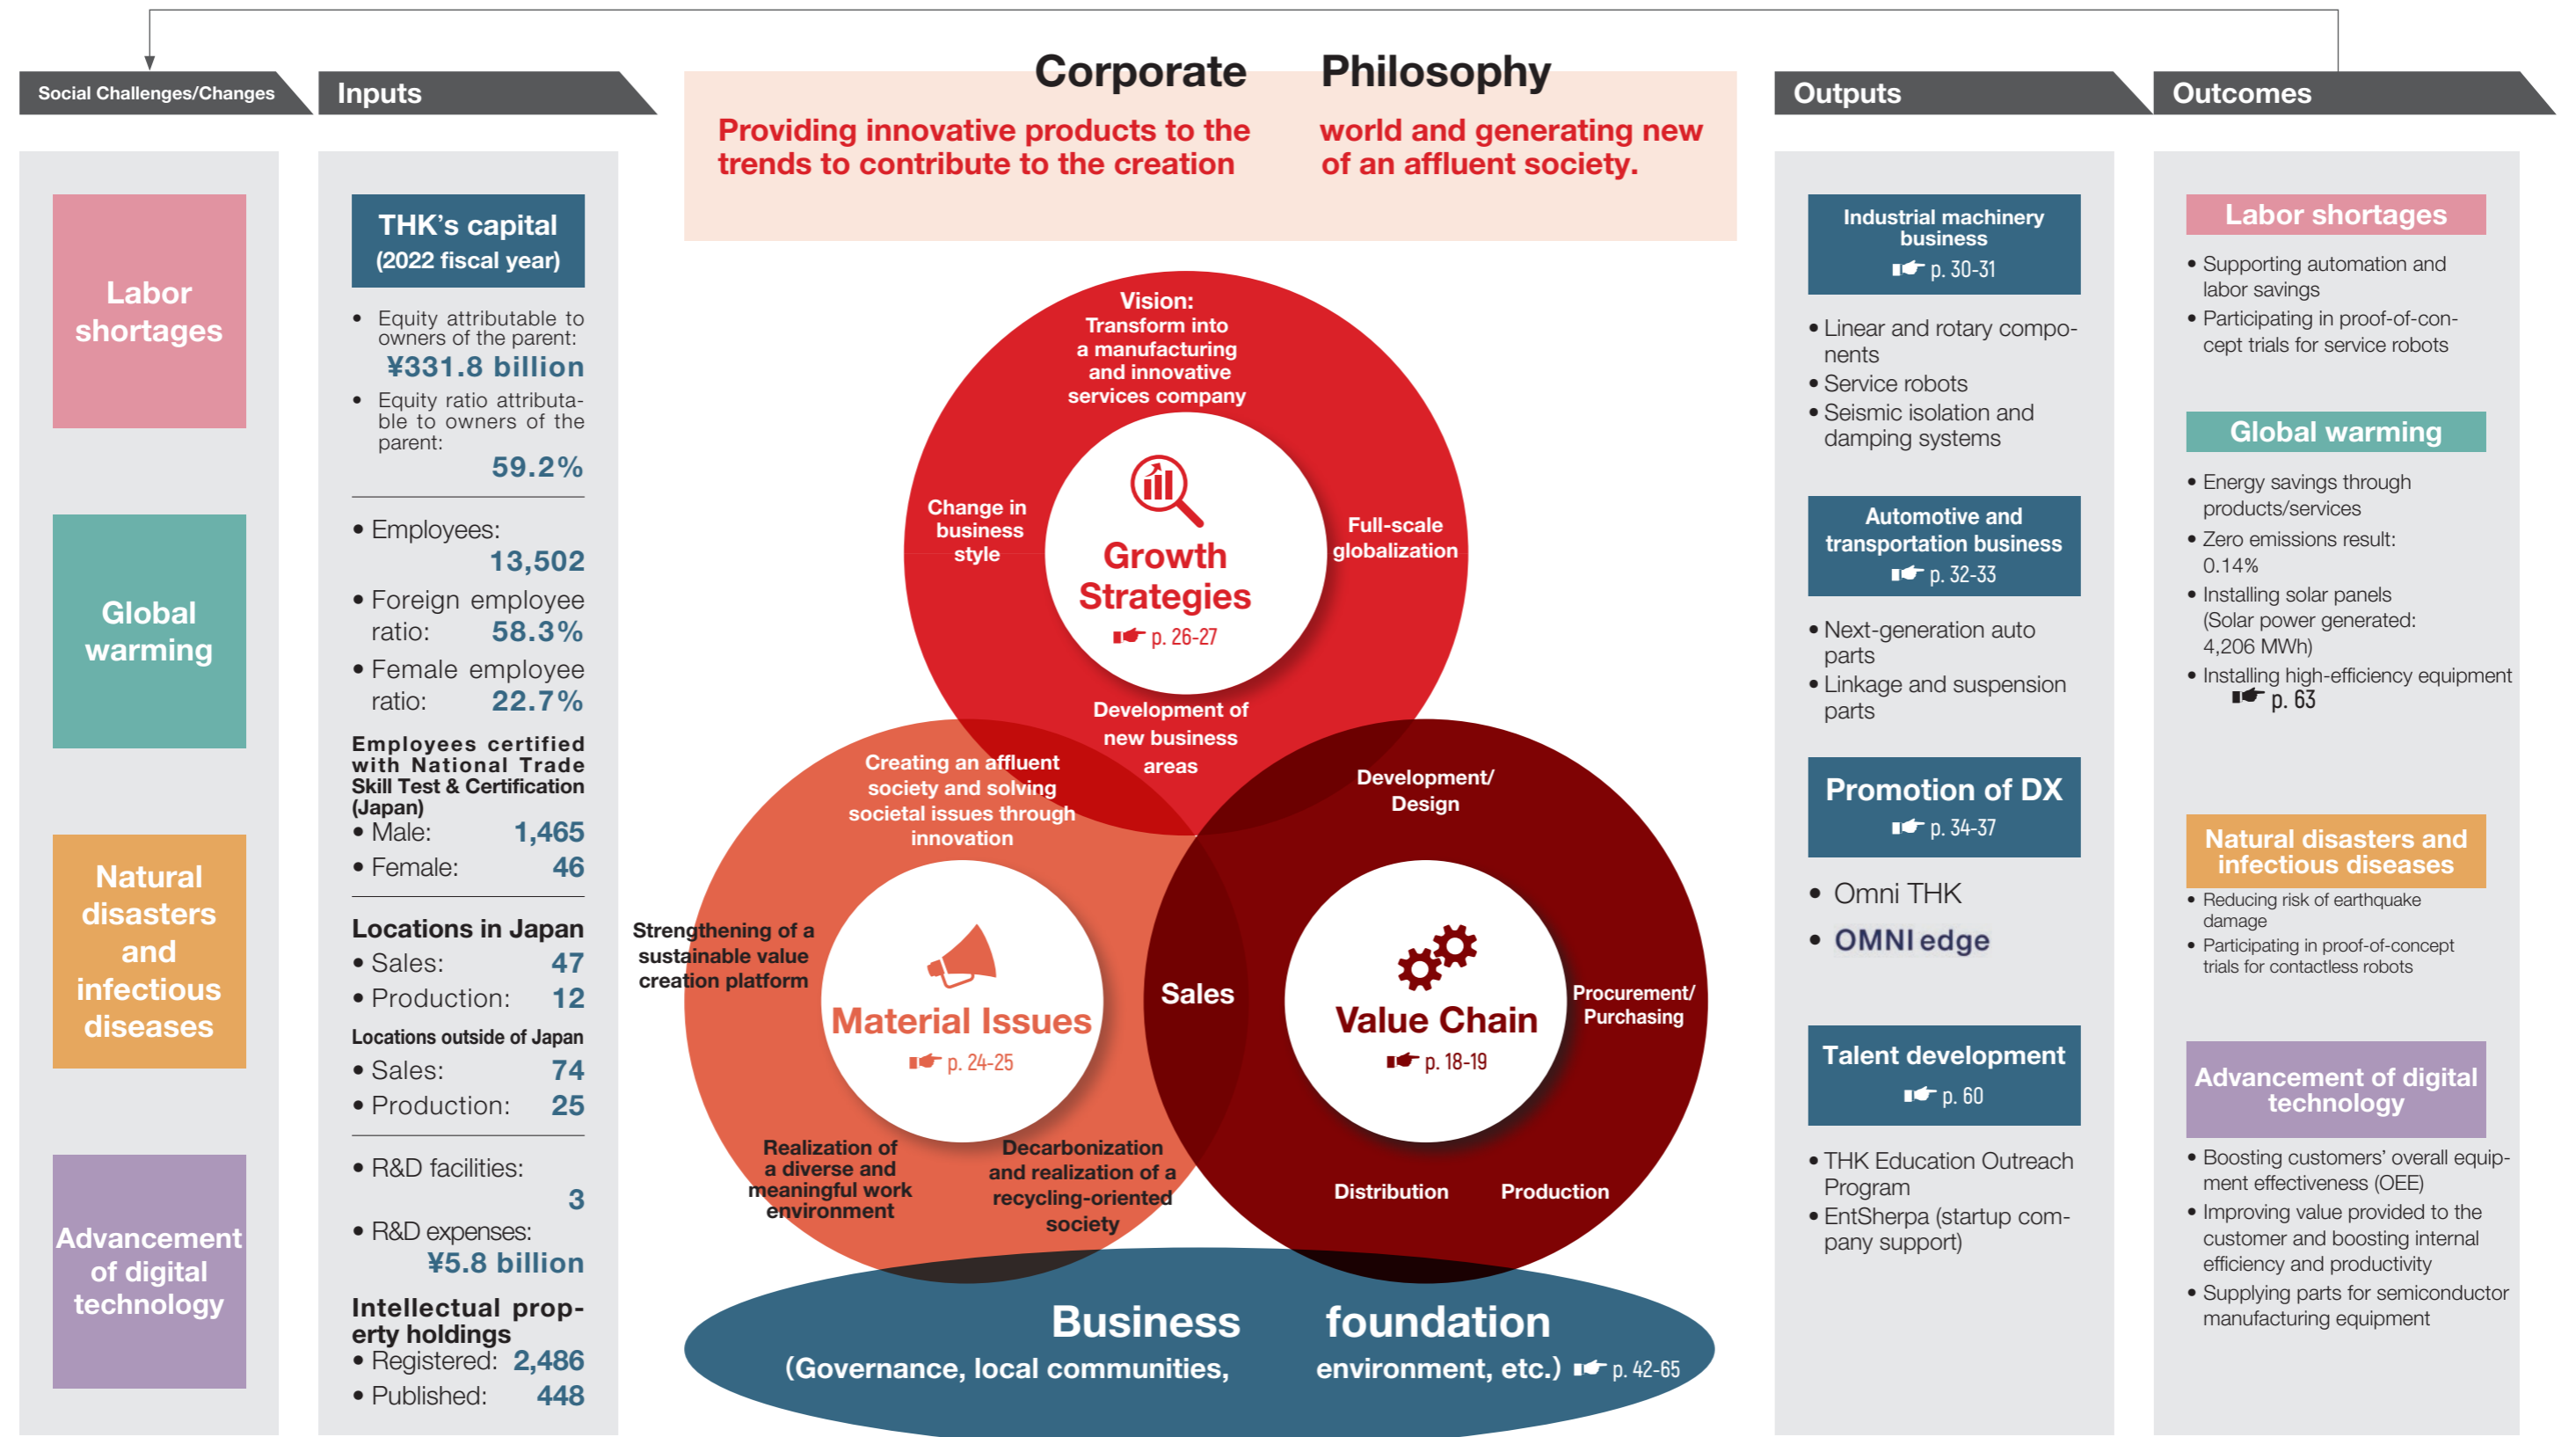 Social Challenges/Changes
Labor
shortages
Global
warming
Natural
disasters
and
infectious
diseases
Advancement
of digital
technology
Inputs
THK’s capital
(2022 fiscal year)
• Equity attributable to
owners of the parent:
¥331.8 billion
• Equity ratio attributa-
ble to owners of the
parent:
59.2%
• Employees:
13,502
• Foreign employee
ratio: 58.3%
• Female employee
ratio: 22.7%
Employees certified
with National Trade
Skill Test & Certification
(Japan)
• Male: 1,465
• Female: 46
Locations in Japan
• Sales: 47
• Production: 12
Locations outside of Japan
• Sales: 74
• Production: 25
• R&D facilities:
3
• R&D expenses:
¥5.8 billion
Intellectual prop-
erty holdings
• Registered: 2,486
• Published: 448
Corporate Philosophy
Providing innovative products to the world and generating new
trends to contribute to the creation of an affluent society.
Vision:
Transform into
a manufacturing
and innovative
services company
Change in
business
style
Full-scale
globalization
Growth
Strategies
p. 26-27
Development of
new business
areas
Creating an affluent
society and solving
societal issues through
innovation
Strengthening of a
sustainable value
creation platform
Material Issues
p. 24-25
Realization of
a diverse and
meaningful work
environment
Decarbonization
and realization of a
recycling-oriented
society
Sales
Development/
Design
Value Chain
p. 18-19
Procurement/
Purchasing
Distribution
Production
Business foundation
(Governance, local communities, environment, etc.) p. 42-65
Outputs
Industrial machinery
business
p. 30-31
• Linear and rotary compo-
nents
• Service robots
• Seismic isolation and
damping systems
Automotive and
transportation business
p. 32-33
• Next-generation auto
parts
• Linkage and suspension
parts
Promotion of DX
p. 34-37
• Omni THK
• OMNI edge
Talent development
p. 60
• THK Education Outreach
Program
• EntSherpa (startup com-
pany support)
Outcomes
Labor shortages
• Supporting automation and
labor savings
• Participating in proof-of-con-
cept trials for service robots
Global warming
• Energy savings through
products/services
• Zero emissions result:
0.14%
• Installing solar panels
(Solar power generated:
4,206 MWh)
• Installing high-efficiency equipment
p. 63
Natural disasters and
infectious diseases
• Reducing risk of earthquake
damage
• Participating in proof-of-concept
trials for contactless robots
Advancement of digital
technology
• Boosting customers’ overall equip-
ment effectiveness (OEE)
• Improving value provided to the
customer and boosting internal
efficiency and productivity
• Supplying parts for semiconductor
manufacturing equipment